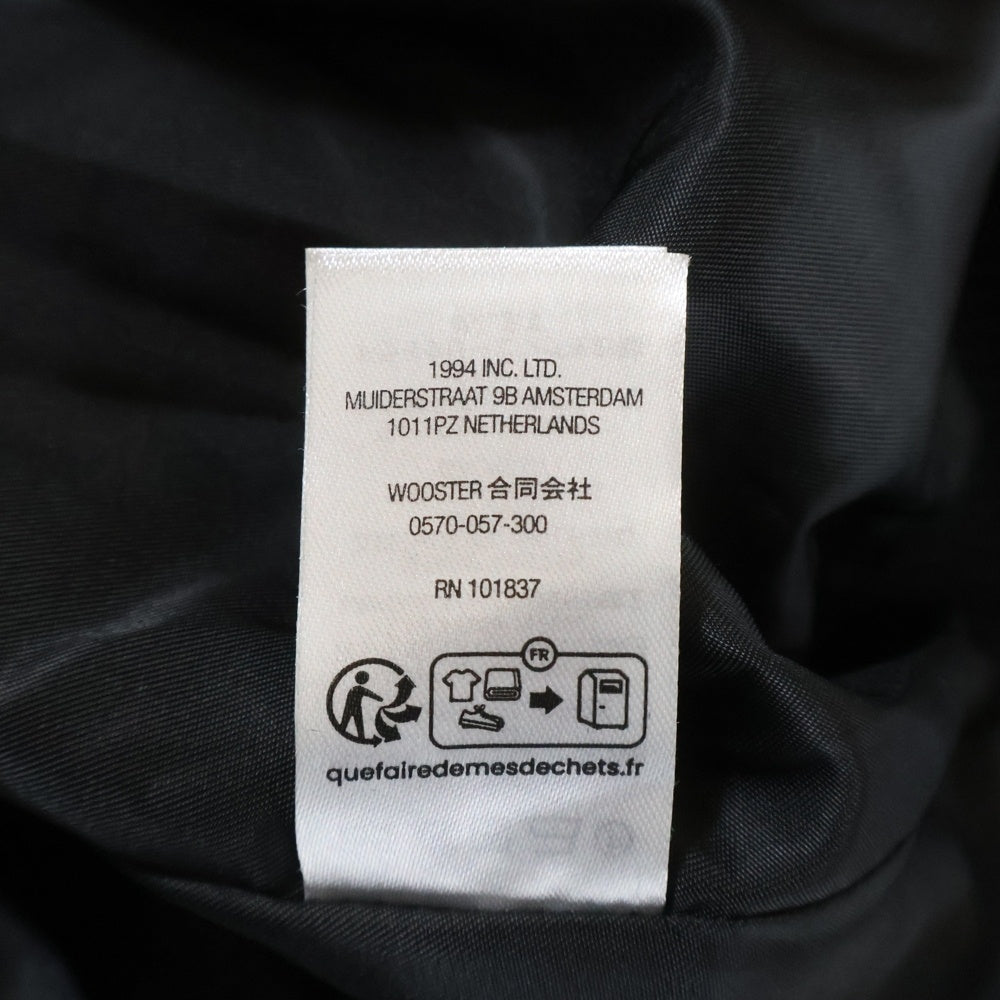 1994 INC. LTD.
MUIDERSTRAAT 9B AMSTERDAM
1011PZ NETHERLANDS
WOOSTER 合同会社
0570-057-300
RN 101837
FR
quefairedemesdechets.fr